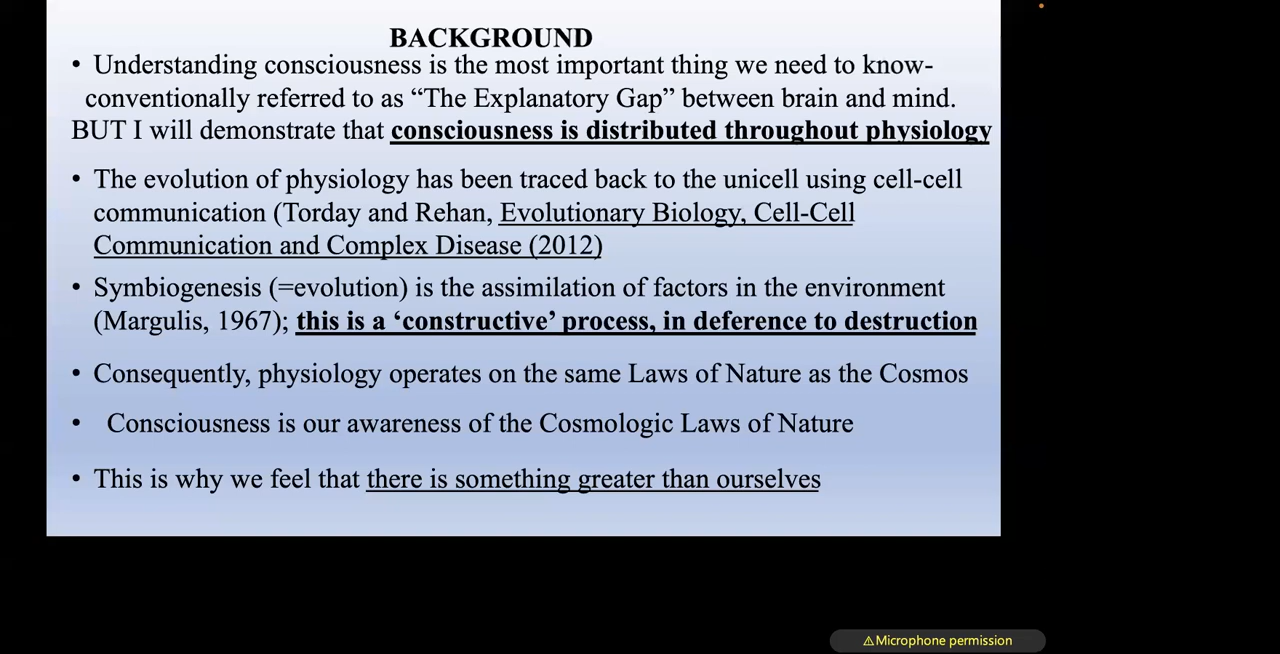 BACKGROUND
• Understanding consciousness is the most important thing we need to know-
conventionally referred to as “The Explanatory Gap” between brain and mind.
BUT I will demonstrate that consciousness is distributed throughout physiology
• The evolution of physiology has been traced back to the unicell using cell-cell
communication (Torday and Rehan, Evolutionary Biology, Cell-Cell
Communication and Complex Disease (2012)
• Symbiogenesis (=evolution) is the assimilation of factors in the environment
(Margulis, 1967); this is a ‘constructive’ process, in deference to destruction
• Consequently, physiology operates on the same Laws of Nature as the Cosmos
• Consciousness is our awareness of the Cosmologic Laws of Nature
• This is why we feel that there is something greater than ourselves
⚠Microphone permission